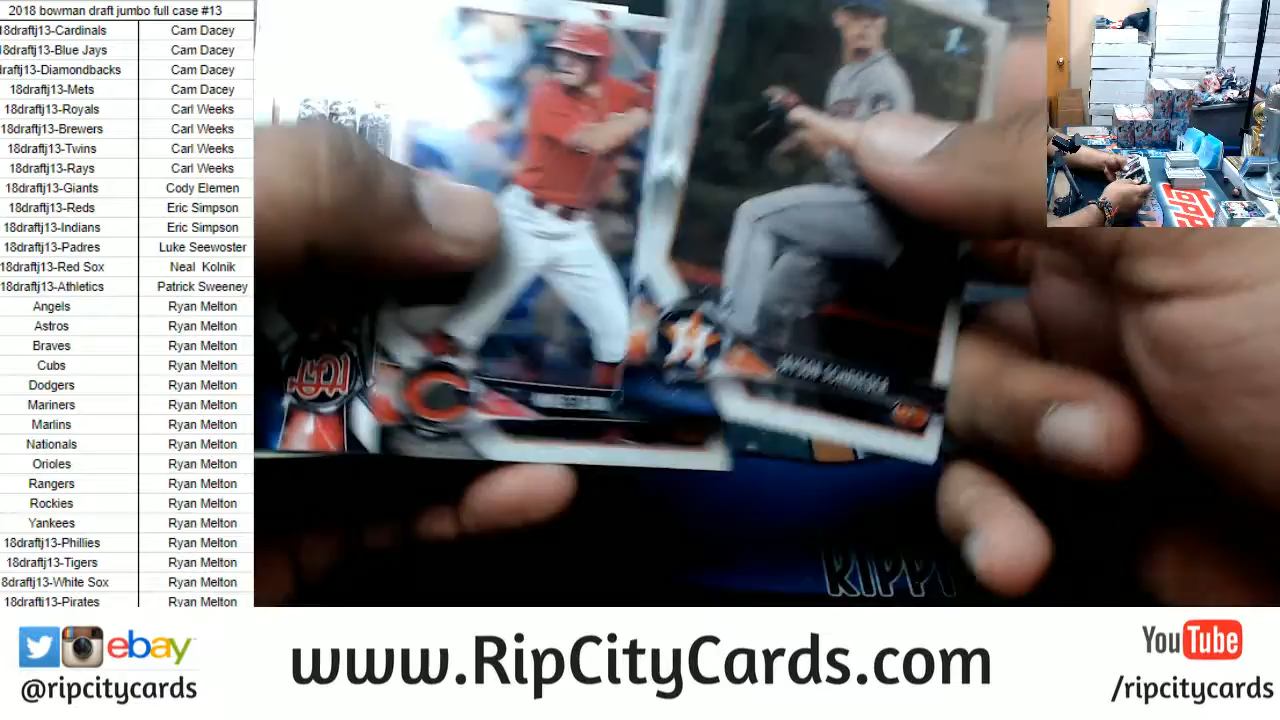 2018 bowman draft jumbo full case #13
18draftj13-Cardinals Cam Dacey
18draftj13-Blue Jays Cam Dacey
draftj13-Diamondbacks Cam Dacey
18draftj13-Mets Cam Dacey
18draftj13-Royals Carl Weeks
18draftj13-Brewers Carl Weeks
18draftj13-Twins Carl Weeks
18draftj13-Rays Carl Weeks
18draftj13-Giants Cody Elemen
18draftj13-Reds Eric Simpson
18draftj13-Indians Eric Simpson
18draftj13-Padres Luke Seewoster
18draftj13-Red Sox Neal Kolnik
18draftj13-Athletics Patrick Sweeney
Angels Ryan Melton
Astros Ryan Melton
Braves Ryan Melton
Cubs Ryan Melton
Dodgers Ryan Melton
Mariners Ryan Melton
Marlins Ryan Melton
Nationals Ryan Melton
Orioles Ryan Melton
Rangers Ryan Melton
Rockies Ryan Melton
Yankees Ryan Melton
18draftj13-Phillies Ryan Melton
18draftj13-Tigers Ryan Melton
8draftj13-White Sox Ryan Melton
18draftj13-Pirates Ryan Melton
H
C
TOPPS
RIPPI
ebay
@ripcitycards
www.RipCityCards.com
YouTube
/ripcitycards